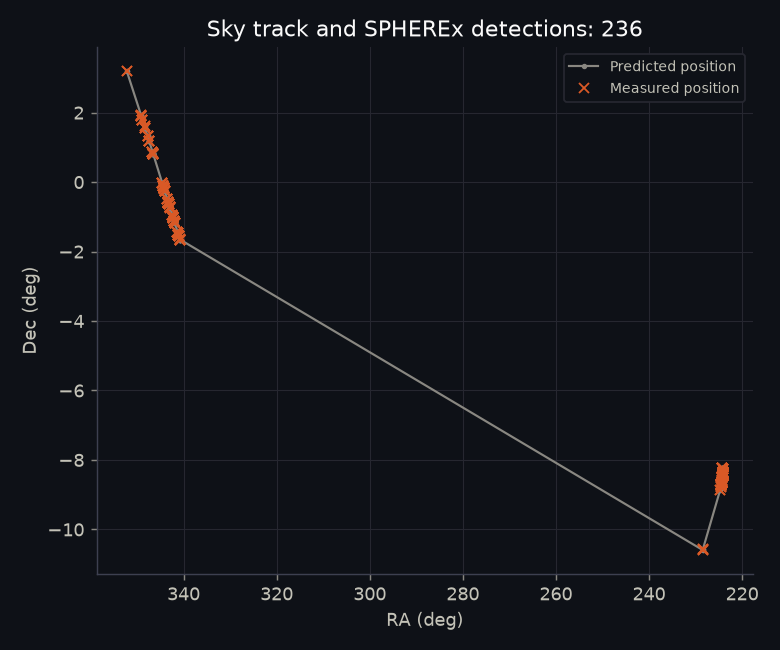 Sky track and SPHEREx detections: 236
Predicted position
Measured position
2
0
−2
−4
−6
−8
−10
Dec (deg)
340
320
300
280
260
240
220
RA (deg)